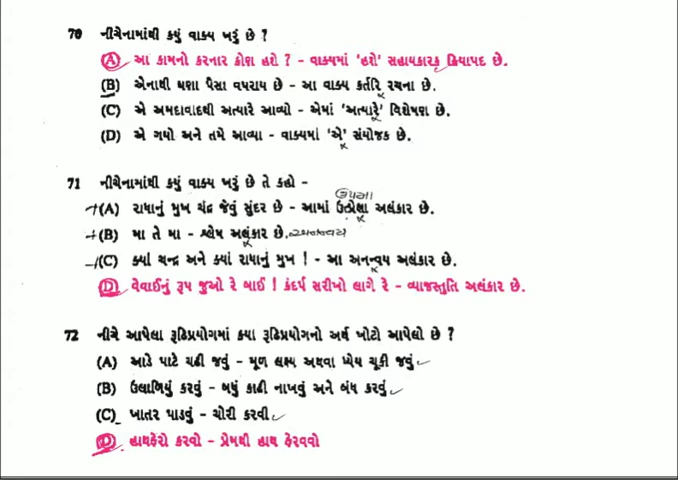 70 નીચેનામાંથી ક્યું વાક્ય ખરું છે ?
(A) આ કામનો કરનાર કોણ હશે ? - વાક્યમાં 'હશે' સહાયકારક ક્રિયાપદ છે.
(B) એનાથી ઘણા પૈસા વપરાય છે - આ વાક્ય કર્તરિ રચના છે.
(C) એ અમદાવાદથી અત્યારે આવ્યો - એમાં 'અત્યારે' વિશેષણ છે.
(D) એ ગયો અને તમે આવ્યા - વાક્યમાં 'એ' સંયોજક છે.
71 નીચેનામાંથી ક્યું વાક્ય ખરું છે તે કહો -
ઉપમા
(A) રાધાનું મુખ ચંદ્ર જેવું સુંદર છે - આમાં ઉત્પ્રેક્ષા અલંકાર છે.
(B) મા તે મા - શ્લેષ અલંકાર છે. અનન્વય
(C) ક્યાં ચન્દ્ર અને ક્યાં રાધાનું મુખ ! - આ અનન્વય અલંકાર છે.
(D) વેવાઈનું રૂપ જુઓ રે બાઈ ! કંદર્પ સરીખો લાગે રે - વ્યાજસ્તુતિ અલંકાર છે.
72 નીચે આપેલા રૂઢિપ્રયોગમાં ક્યા રૂઢિપ્રયોગનો અર્થ ખોટો આપેલો છે ?
(A) આડે પાટે ચઢી જવું - મૂળ લક્ષ્ય અથવા ધ્યેય ચૂકી જવું
(B) ઉલાળિયું કરવું - બધું કાઢી નાખવું અને બંધ કરવું
(C) ખાતર પાડવું - ચોરી કરવી
(D) હાથફેરો કરવો - પ્રેમથી હાથ ફેરવવો